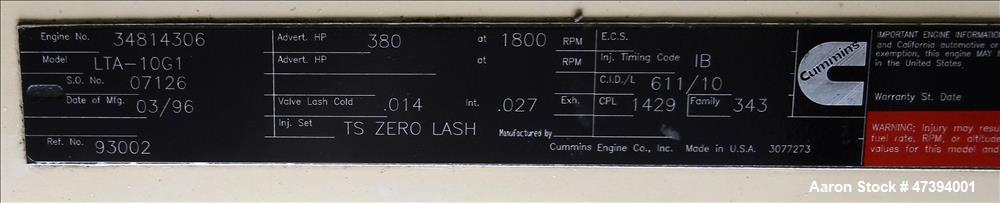 Engine No. 34814306 Advert. HP 380 at 1800 RPM E.C.S.
Model LTA-10G1 Advert. HP at RPM Inj. Timing Code IB
S.O. No. 07126 C.I.D./L 611/10
Date of Mfg. 03/96 Valve Lash Cold .014 Int. .027 Exh. CPL 1429 Family 343
Inj. Set TS ZERO LASH Manufactured by
Ref. No. 93002 Cummins Engine Co., Inc. Made in U.S.A. 3077273
Cummins
IMPORTANT ENGINE INFORMATI
and California automotive or
exemption, this engine MAY N
in the United States.
Warranty St. Date
WARNING: Injury may resu
fuel rate, RPM, or altitude
values for this model and
Aaron Stock # 47394001